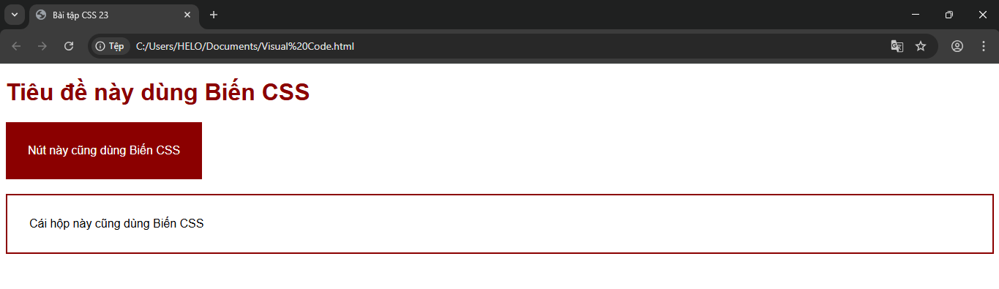 Bài tập CSS 23
Tệp
C:/Users/HELO/Documents/Visual%20Code.html
Tiêu đề này dùng Biến CSS
Nút này cũng dùng Biến CSS
Cái hộp này cũng dùng Biến CSS